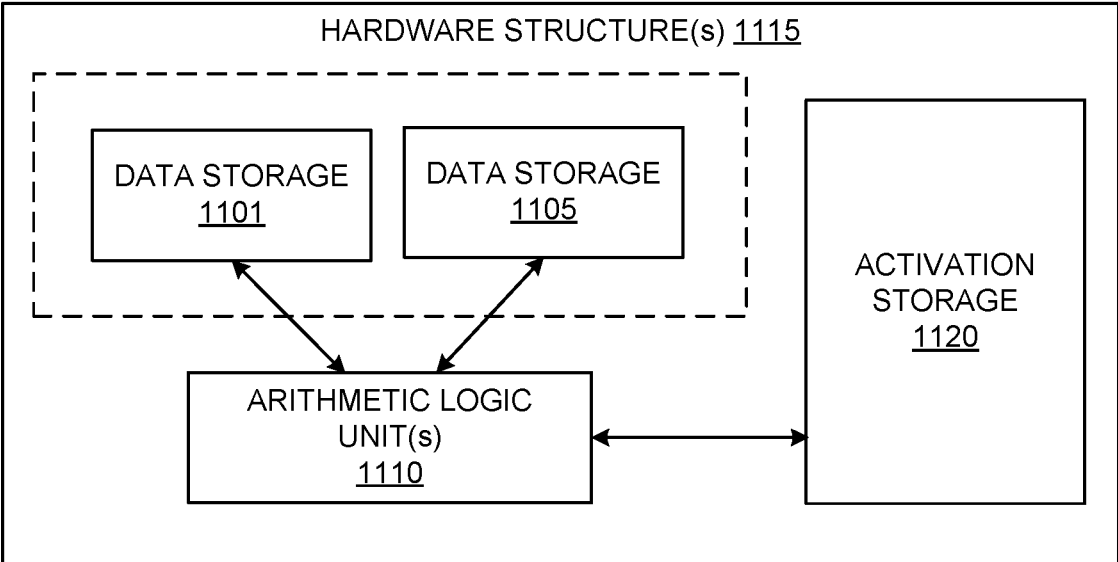 HARDWARE STRUCTURE(s) 1115
DATA STORAGE
1101
DATA STORAGE
1105
ACTIVATION
STORAGE
1120
ARITHMETIC LOGIC
UNIT(s)
1110